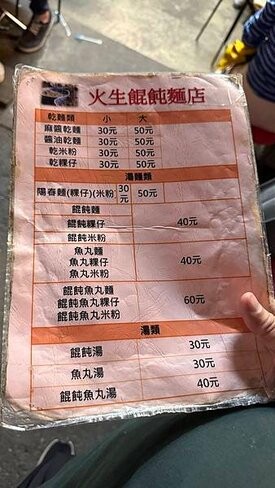 火生餛飩麵店
乾麵類 小 大
麻醬乾麵 30元 50元
醬油乾麵 30元 50元
乾米粉 30元 50元
乾粿仔 30元 50元
湯麵類
陽春麵(粿仔)(米粉 30元 50元
餛飩麵
餛飩粿仔 40元
餛飩米粉
魚丸麵
魚丸粿仔 40元
魚丸米粉
餛飩魚丸麵
餛飩魚丸粿仔 60元
餛飩魚丸米粉
湯類
餛飩湯 30元
魚丸湯 30元
餛飩魚丸湯 40元